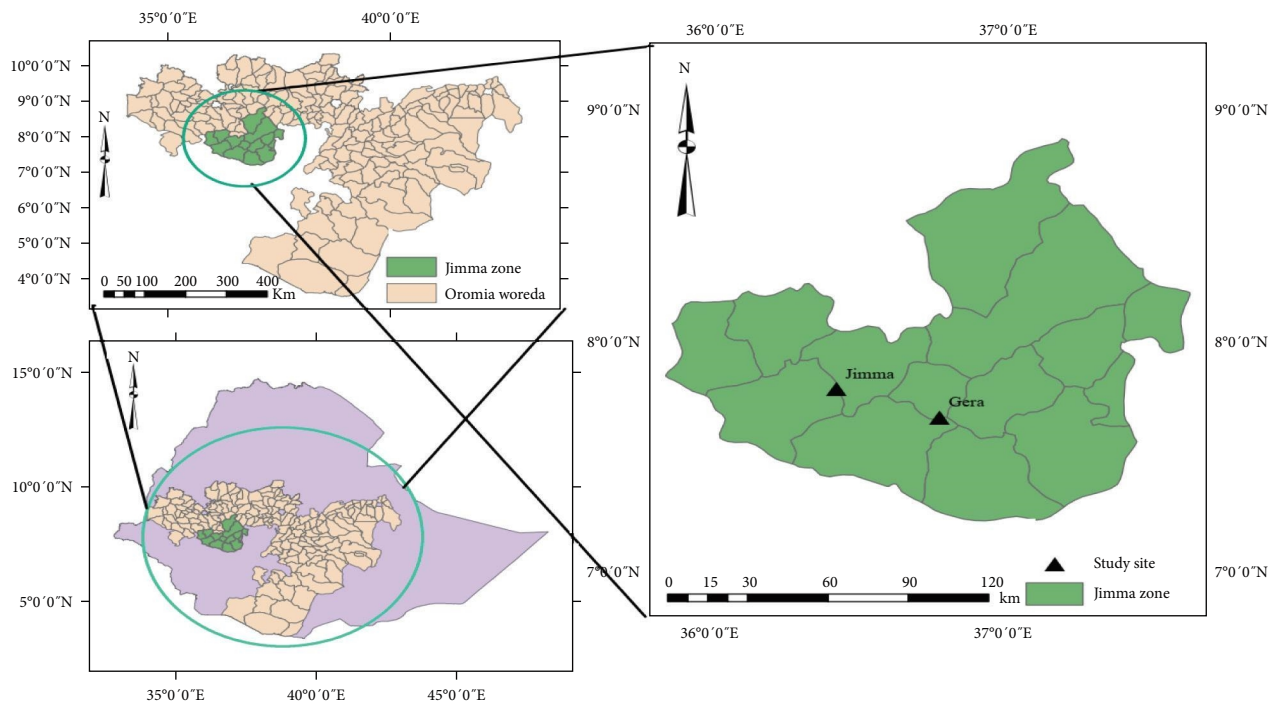 35°0′0″E 40°0′0″E
10°0′0″N
9°0′0″N
8°0′0″N
7°0′0″N
6°0′0″N
5°0′0″N
4°0′0″N
N
Jimma zone
Oromia woreda
0 50 100 200 300 400
Km
15°0′0″N
10°0′0″N
5°0′0″N
N
35°0′0″E 40°0′0″E 45°0′0″E
36°0′0″E 37°0′0″E
9°0′0″N 9°0′0″N
8°0′0″N 8°0′0″N
7°0′0″N 7°0′0″N
N
Jimma
Gera
Study site
Jimma zone
0 15 30 60 90 120
km
36°0′0″E 37°0′0″E